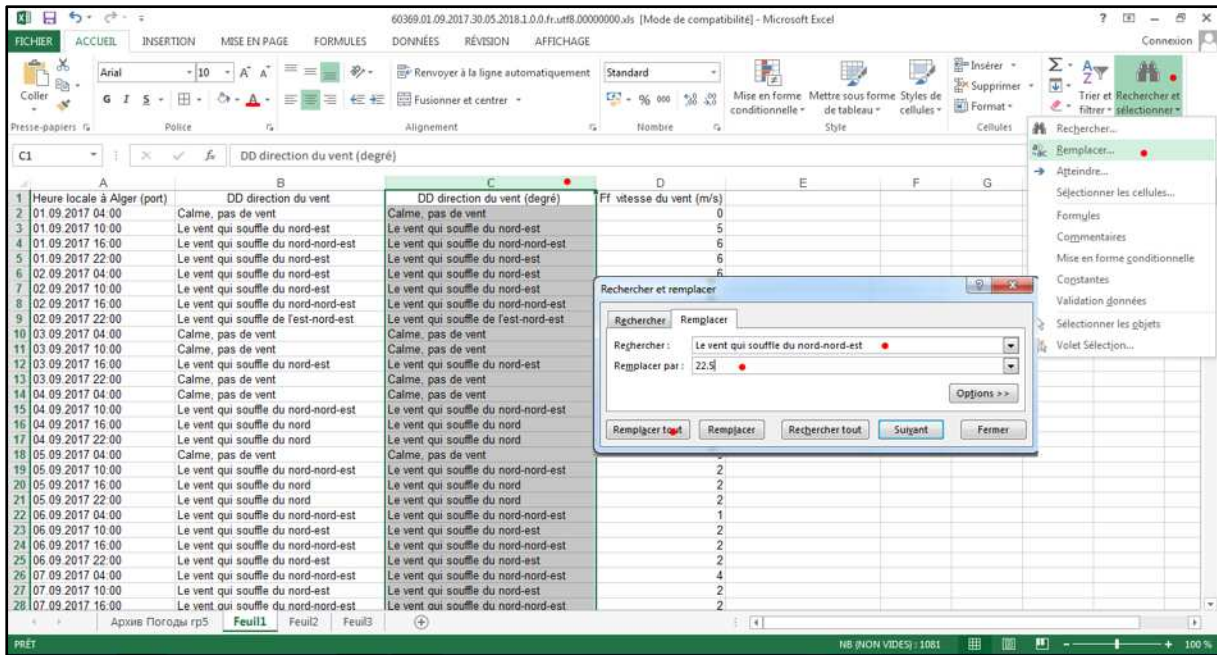 60369.01.09.2017.30.05.2018.1.0.0.fr.utf8.00000000.xls [Mode de compatibilité] - Microsoft Excel
FICHIER ACCUEIL INSERTION MISE EN PAGE FORMULES DONNÉES RÉVISION AFFICHAGE Connexion
Coller
Arial 10
G I S
Renvoyer à la ligne automatiquement
Fusionner et centrer
Standard
% 000
Mise en forme conditionnelle
Mettre sous forme de tableau
Styles de cellules
Insérer
Supprimer
Format
Trier et filtrer
Rechercher et sélectionner
Presse-papiers Police Alignement Nombre Style Cellules
Rechercher...
Remplacer...
Atteindre...
Sélectionner les cellules...
Formules
Commentaires
Mise en forme conditionnelle
Constantes
Validation données
Sélectionner les objets
Volet Sélection...
C1 fx DD direction du vent (degré)
A B C D E F G
1 Heure locale à Alger (port) DD direction du vent DD direction du vent (degré) Ff vitesse du vent (m/s)
2 01.09.2017 04:00 Calme, pas de vent Calme, pas de vent 0
3 01.09.2017 10:00 Le vent qui souffle du nord-est Le vent qui souffle du nord-est 5
4 01.09.2017 16:00 Le vent qui souffle du nord-nord-est Le vent qui souffle du nord-nord-est 6
5 01.09.2017 22:00 Le vent qui souffle du nord-est Le vent qui souffle du nord-est 6
6 02.09.2017 04:00 Le vent qui souffle du nord-est Le vent qui souffle du nord-est 6
7 02.09.2017 10:00 Le vent qui souffle du nord-est Le vent qui souffle du nord-est
8 02.09.2017 16:00 Le vent qui souffle du nord-nord-est Le vent qui souffle du nord-nord-est
9 02.09.2017 22:00 Le vent qui souffle de l'est-nord-est Le vent qui souffle de l'est-nord-est
10 03.09.2017 04:00 Calme, pas de vent Calme, pas de vent
11 03.09.2017 10:00 Calme, pas de vent Calme, pas de vent
12 03.09.2017 16:00 Le vent qui souffle du nord-est Le vent qui souffle du nord-est
13 03.09.2017 22:00 Calme, pas de vent Calme, pas de vent
14 04.09.2017 04:00 Calme, pas de vent Calme, pas de vent
15 04.09.2017 10:00 Le vent qui souffle du nord-nord-est Le vent qui souffle du nord-nord-est
16 04.09.2017 16:00 Le vent qui souffle du nord Le vent qui souffle du nord
17 04.09.2017 22:00 Le vent qui souffle du nord Le vent qui souffle du nord
18 05.09.2017 04:00 Calme, pas de vent Calme, pas de vent
19 05.09.2017 10:00 Le vent qui souffle du nord-nord-est Le vent qui souffle du nord-nord-est 2
20 05.09.2017 16:00 Le vent qui souffle du nord Le vent qui souffle du nord 2
21 05.09.2017 22:00 Le vent qui souffle du nord Le vent qui souffle du nord 2
22 06.09.2017 04:00 Le vent qui souffle du nord-nord-est Le vent qui souffle du nord-nord-est 1
23 06.09.2017 10:00 Le vent qui souffle du nord-est Le vent qui souffle du nord-est 2
24 06.09.2017 16:00 Le vent qui souffle du nord-nord-est Le vent qui souffle du nord-nord-est 2
25 06.09.2017 22:00 Le vent qui souffle du nord-est Le vent qui souffle du nord-est 2
26 07.09.2017 04:00 Le vent qui souffle du nord-nord-est Le vent qui souffle du nord-nord-est 4
27 07.09.2017 10:00 Le vent qui souffle du nord-est Le vent qui souffle du nord-est 2
28 07.09.2017 16:00 Le vent qui souffle du nord-nord-est Le vent qui souffle du nord-nord-est 2
Rechercher et remplacer
Rechercher Remplacer
Rechercher : Le vent qui souffle du nord-nord-est
Remplacer par : 22.5
Options >>
Remplacer tout Remplacer Rechercher tout Suivant Fermer
Архив Погоды rp5 Feuil1 Feuil2 Feuil3
PRÊT NB (NON VIDES) : 1081 100 %